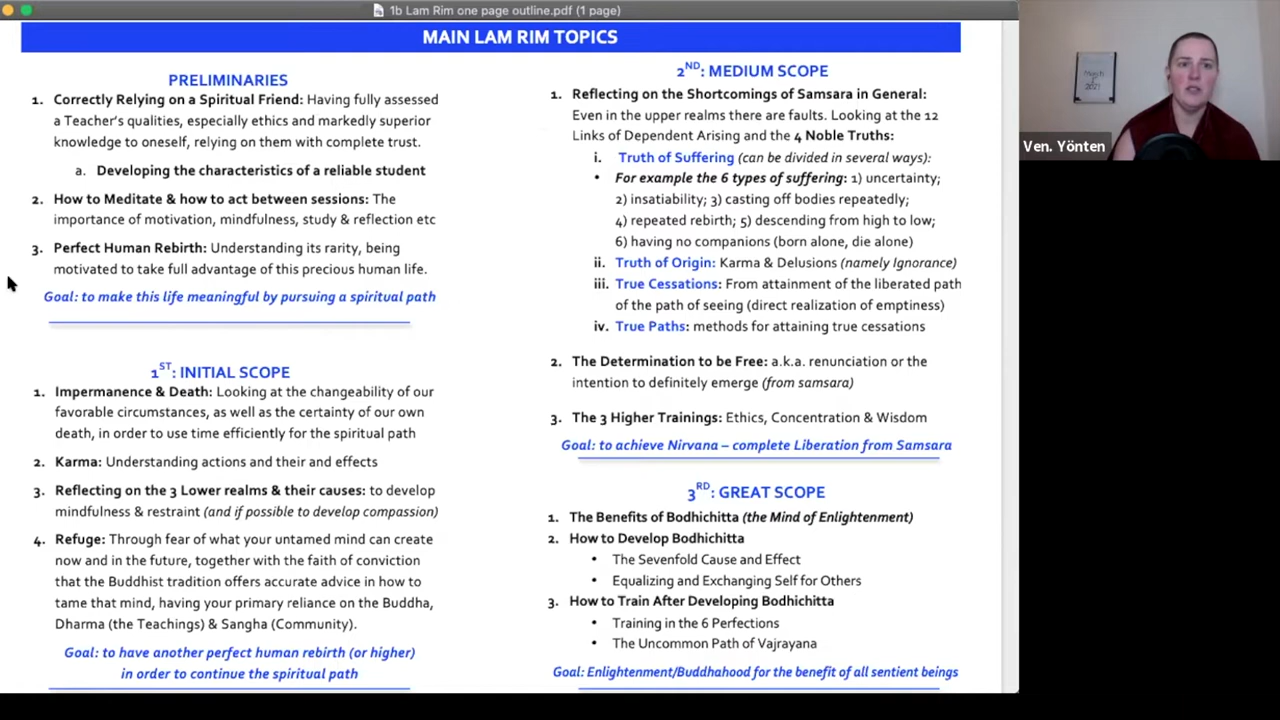 1b Lam Rim one page outline.pdf (1 page)
MAIN LAM RIM TOPICS
PRELIMINARIES
1. Correctly Relying on a Spiritual Friend: Having fully assessed
a Teacher's qualities, especially ethics and markedly superior
knowledge to oneself, relying on them with complete trust.
a. Developing the characteristics of a reliable student
2. How to Meditate & how to act between sessions: The
importance of motivation, mindfulness, study & reflection etc
3. Perfect Human Rebirth: Understanding its rarity, being
motivated to take full advantage of this precious human life.
Goal: to make this life meaningful by pursuing a spiritual path
1ST: INITIAL SCOPE
1. Impermanence & Death: Looking at the changeability of our
favorable circumstances, as well as the certainty of our own
death, in order to use time efficiently for the spiritual path
2. Karma: Understanding actions and their and effects
3. Reflecting on the 3 Lower realms & their causes: to develop
mindfulness & restraint (and if possible to develop compassion)
4. Refuge: Through fear of what your untamed mind can create
now and in the future, together with the faith of conviction
that the Buddhist tradition offers accurate advice in how to
tame that mind, having your primary reliance on the Buddha,
Dharma (the Teachings) & Sangha (Community).
Goal: to have another perfect human rebirth (or higher)
in order to continue the spiritual path
2ND: MEDIUM SCOPE
1. Reflecting on the Shortcomings of Samsara in General:
Even in the upper realms there are faults. Looking at the 12
Links of Dependent Arising and the 4 Noble Truths:
i. Truth of Suffering (can be divided in several ways):
• For example the 6 types of suffering: 1) uncertainty;
2) insatiability; 3) casting off bodies repeatedly;
4) repeated rebirth; 5) descending from high to low;
6) having no companions (born alone, die alone)
ii. Truth of Origin: Karma & Delusions (namely Ignorance)
iii. True Cessations: From attainment of the liberated path
of the path of seeing (direct realization of emptiness)
iv. True Paths: methods for attaining true cessations
2. The Determination to be Free: a.k.a. renunciation or the
intention to definitely emerge (from samsara)
3. The 3 Higher Trainings: Ethics, Concentration & Wisdom
Goal: to achieve Nirvana – complete Liberation from Samsara
3RD: GREAT SCOPE
1. The Benefits of Bodhichitta (the Mind of Enlightenment)
2. How to Develop Bodhichitta
• The Sevenfold Cause and Effect
• Equalizing and Exchanging Self for Others
3. How to Train After Developing Bodhichitta
• Training in the 6 Perfections
• The Uncommon Path of Vajrayana
Goal: Enlightenment/Buddhahood for the benefit of all sentient beings
Ven. Yönten